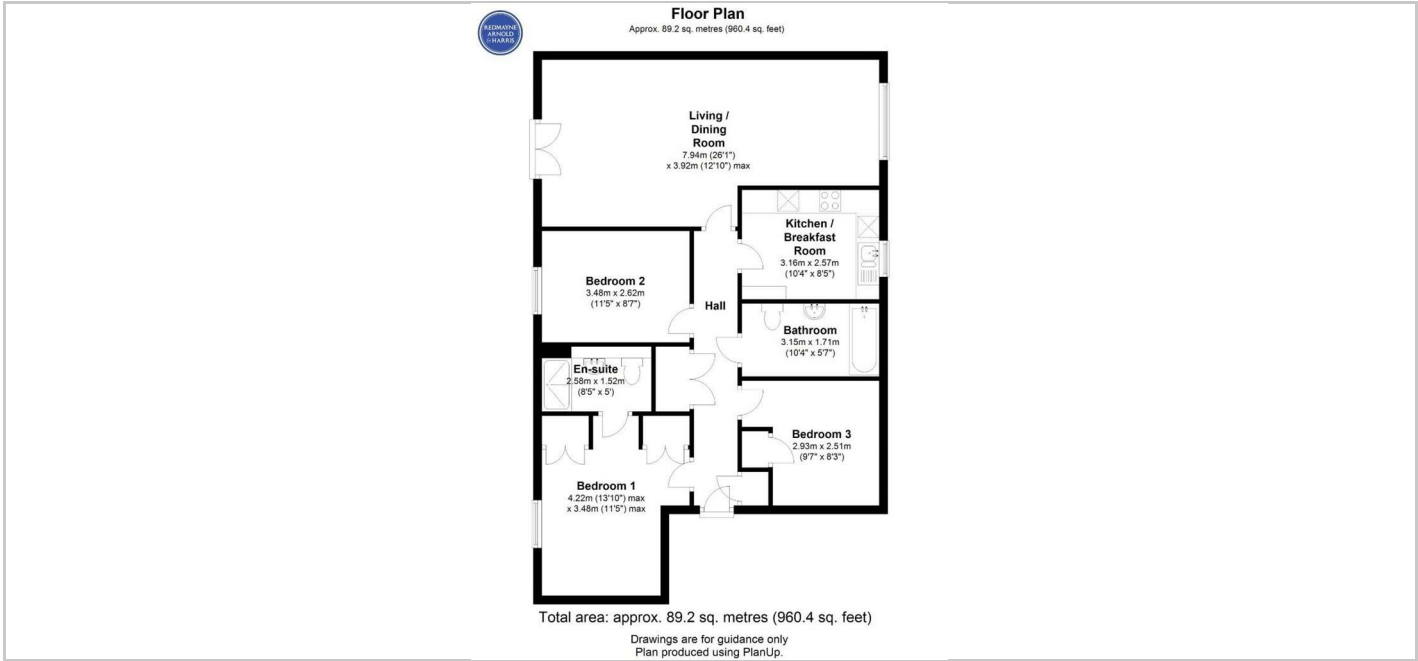 REDMAYNE
ARNOLD
& HARRIS
Floor Plan
Approx. 89.2 sq. metres (960.4 sq. feet)
Living /
Dining
Room
7.94m (26'1")
x 3.92m (12'10") max
Kitchen /
Breakfast
Room
3.16m x 2.57m
(10'4" x 8'5")
Bedroom 2
3.48m x 2.62m
(11'5" x 8'7")
Hall
Bathroom
3.15m x 1.71m
(10'4" x 5'7")
En-suite
2.58m x 1.52m
(8'5" x 5')
Bedroom 3
2.93m x 2.51m
(9'7" x 8'3")
Bedroom 1
4.22m (13'10") max
x 3.48m (11'5") max
Total area: approx. 89.2 sq. metres (960.4 sq. feet)
Drawings are for guidance only
Plan produced using PlanUp.